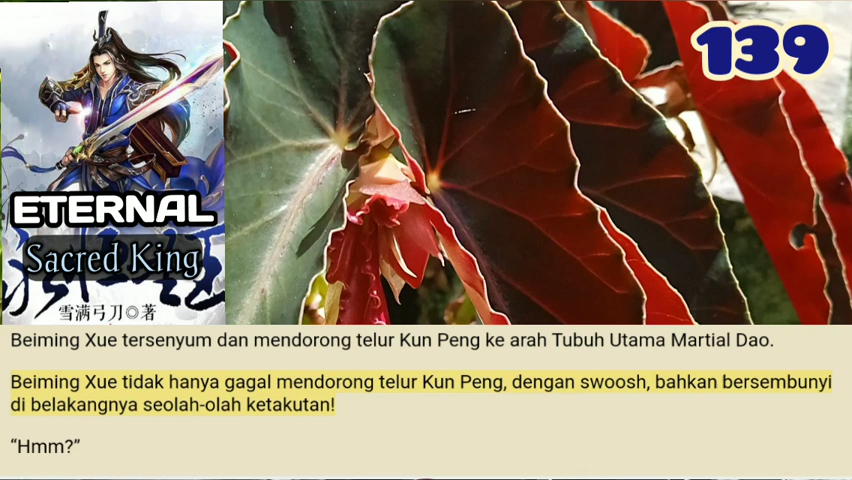 139
ETERNAL
Sacred King
雪满弓刀◎著
Beiming Xue tersenyum dan mendorong telur Kun Peng ke arah Tubuh Utama Martial Dao.
Beiming Xue tidak hanya gagal mendorong telur Kun Peng, dengan swoosh, bahkan bersembunyi
di belakangnya seolah-olah ketakutan!
“Hmm?”